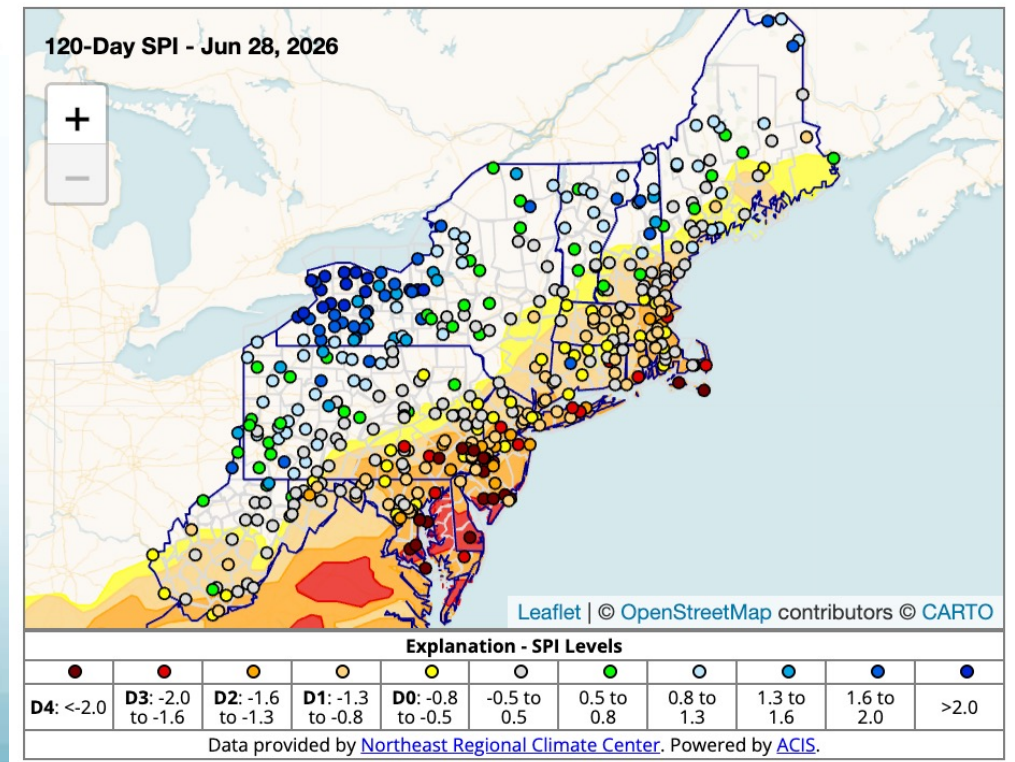 120-Day SPI - Jun 28, 2026
+
−
Leaflet | © OpenStreetMap contributors © CARTO
Explanation - SPI Levels
D4: <-2.0
D3: -2.0
to -1.6
D2: -1.6
to -1.3
D1: -1.3
to -0.8
D0: -0.8
to -0.5
-0.5 to
0.5
0.5 to
0.8
0.8 to
1.3
1.3 to
1.6
1.6 to
2.0
>2.0
Data provided by Northeast Regional Climate Center. Powered by ACIS.